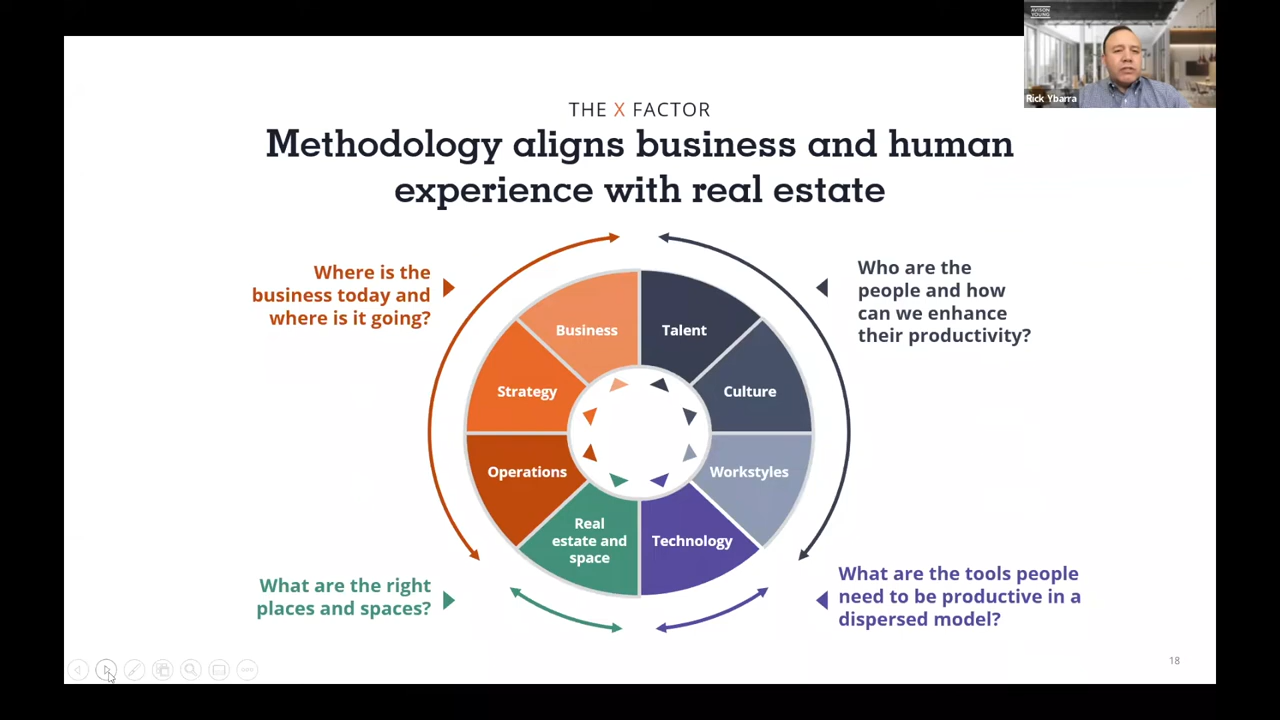 AVISON
YOUNG
Rick Ybarra
THE X FACTOR
Methodology aligns business and human
experience with real estate
Where is the
business today and
where is it going?
Who are the
people and how
can we enhance
their productivity?
Business
Talent
Strategy
Culture
Operations
Workstyles
Real
estate and
space
Technology
What are the right
places and spaces?
What are the tools people
need to be productive in a
dispersed model?
18